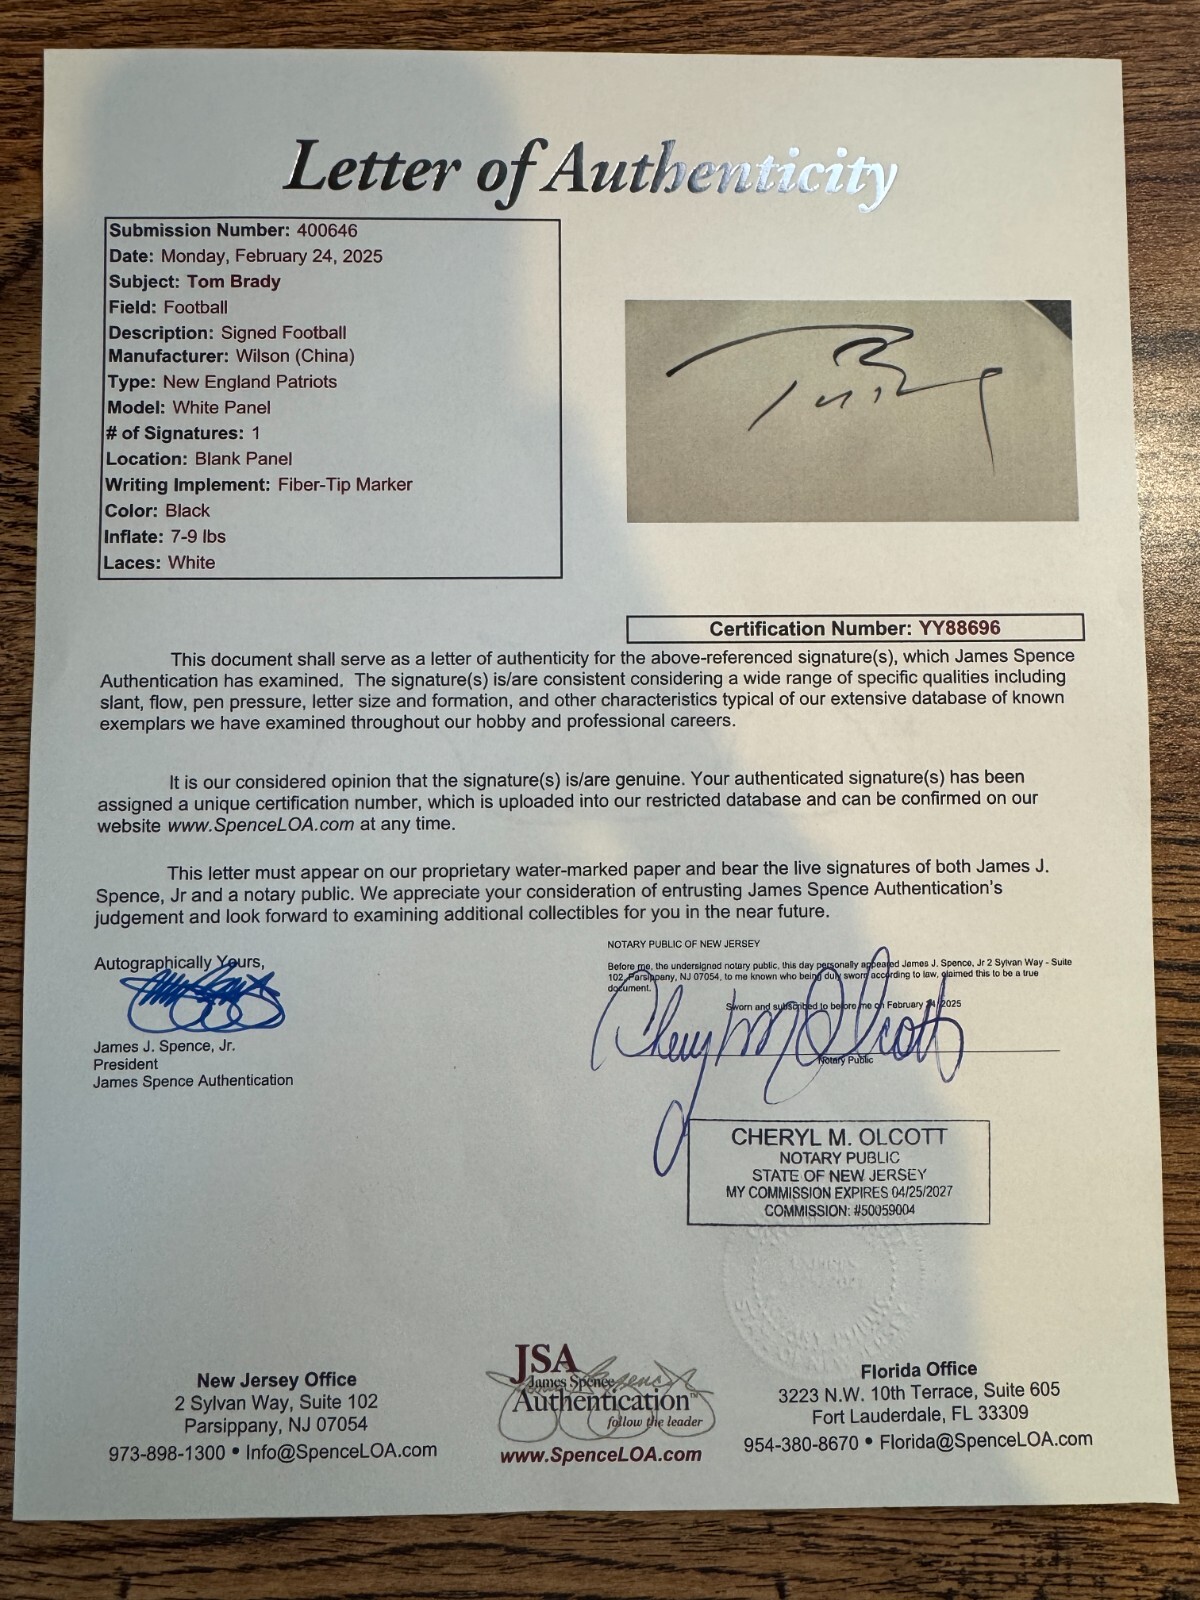 Letter of Authenticity
Submission Number: 400646
Date: Monday, February 24, 2025
Subject: Tom Brady
Field: Football
Description: Signed Football
Manufacturer: Wilson (China)
Type: New England Patriots
Model: White Panel
# of Signatures: 1
Location: Blank Panel
Writing Implement: Fiber-Tip Marker
Color: Black
Inflate: 7-9 lbs
Laces: White
Certification Number: YY88696
This document shall serve as a letter of authenticity for the above-referenced signature(s), which James Spence
Authentication has examined. The signature(s) is/are consistent considering a wide range of specific qualities including
slant, flow, pen pressure, letter size and formation, and other characteristics typical of our extensive database of known
exemplars we have examined throughout our hobby and professional careers.
It is our considered opinion that the signature(s) is/are genuine. Your authenticated signature(s) has been
assigned a unique certification number, which is uploaded into our restricted database and can be confirmed on our
website www.SpenceLOA.com at any time.
This letter must appear on our proprietary water-marked paper and bear the live signatures of both James J.
Spence, Jr and a notary public. We appreciate your consideration of entrusting James Spence Authentication's
judgement and look forward to examining additional collectibles for you in the near future.
Autographically Yours,
James J. Spence, Jr.
President
James Spence Authentication
NOTARY PUBLIC OF NEW JERSEY
Before me, the undersigned notary public, this day personally appeared James J. Spence, Jr 2 Sylvan Way - Suite
102, Parsippany, NJ 07054, to me known who being duly sworn according to law, claimed this to be a true
document.
Sworn and subscribed to before me on February 24, 2025
Cheryl M Olcott
Notary Public
CHERYL M. OLCOTT
NOTARY PUBLIC
STATE OF NEW JERSEY
MY COMMISSION EXPIRES 04/25/2027
COMMISSION: #50059004
New Jersey Office
2 Sylvan Way, Suite 102
Parsippany, NJ 07054
973-898-1300 • Info@SpenceLOA.com
JSA
James Spence
Authentication™
follow the leader
www.SpenceLOA.com
Florida Office
3223 N.W. 10th Terrace, Suite 605
Fort Lauderdale, FL 33309
954-380-8670 • Florida@SpenceLOA.com